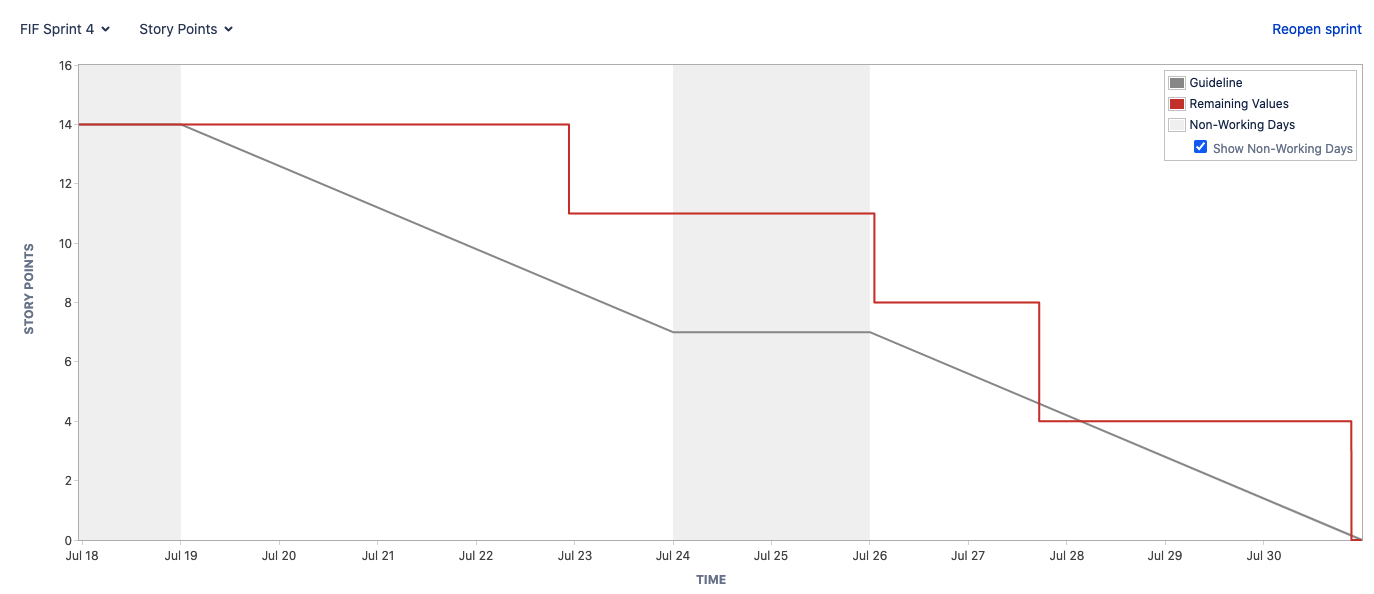 FIF Sprint 4 Story Points Reopen sprint
Guideline
Remaining Values
Non-Working Days
Show Non-Working Days
STORY POINTS
16
14
12
10
8
6
4
2
0
Jul 18 Jul 19 Jul 20 Jul 21 Jul 22 Jul 23 Jul 24 Jul 25 Jul 26 Jul 27 Jul 28 Jul 29 Jul 30
TIME